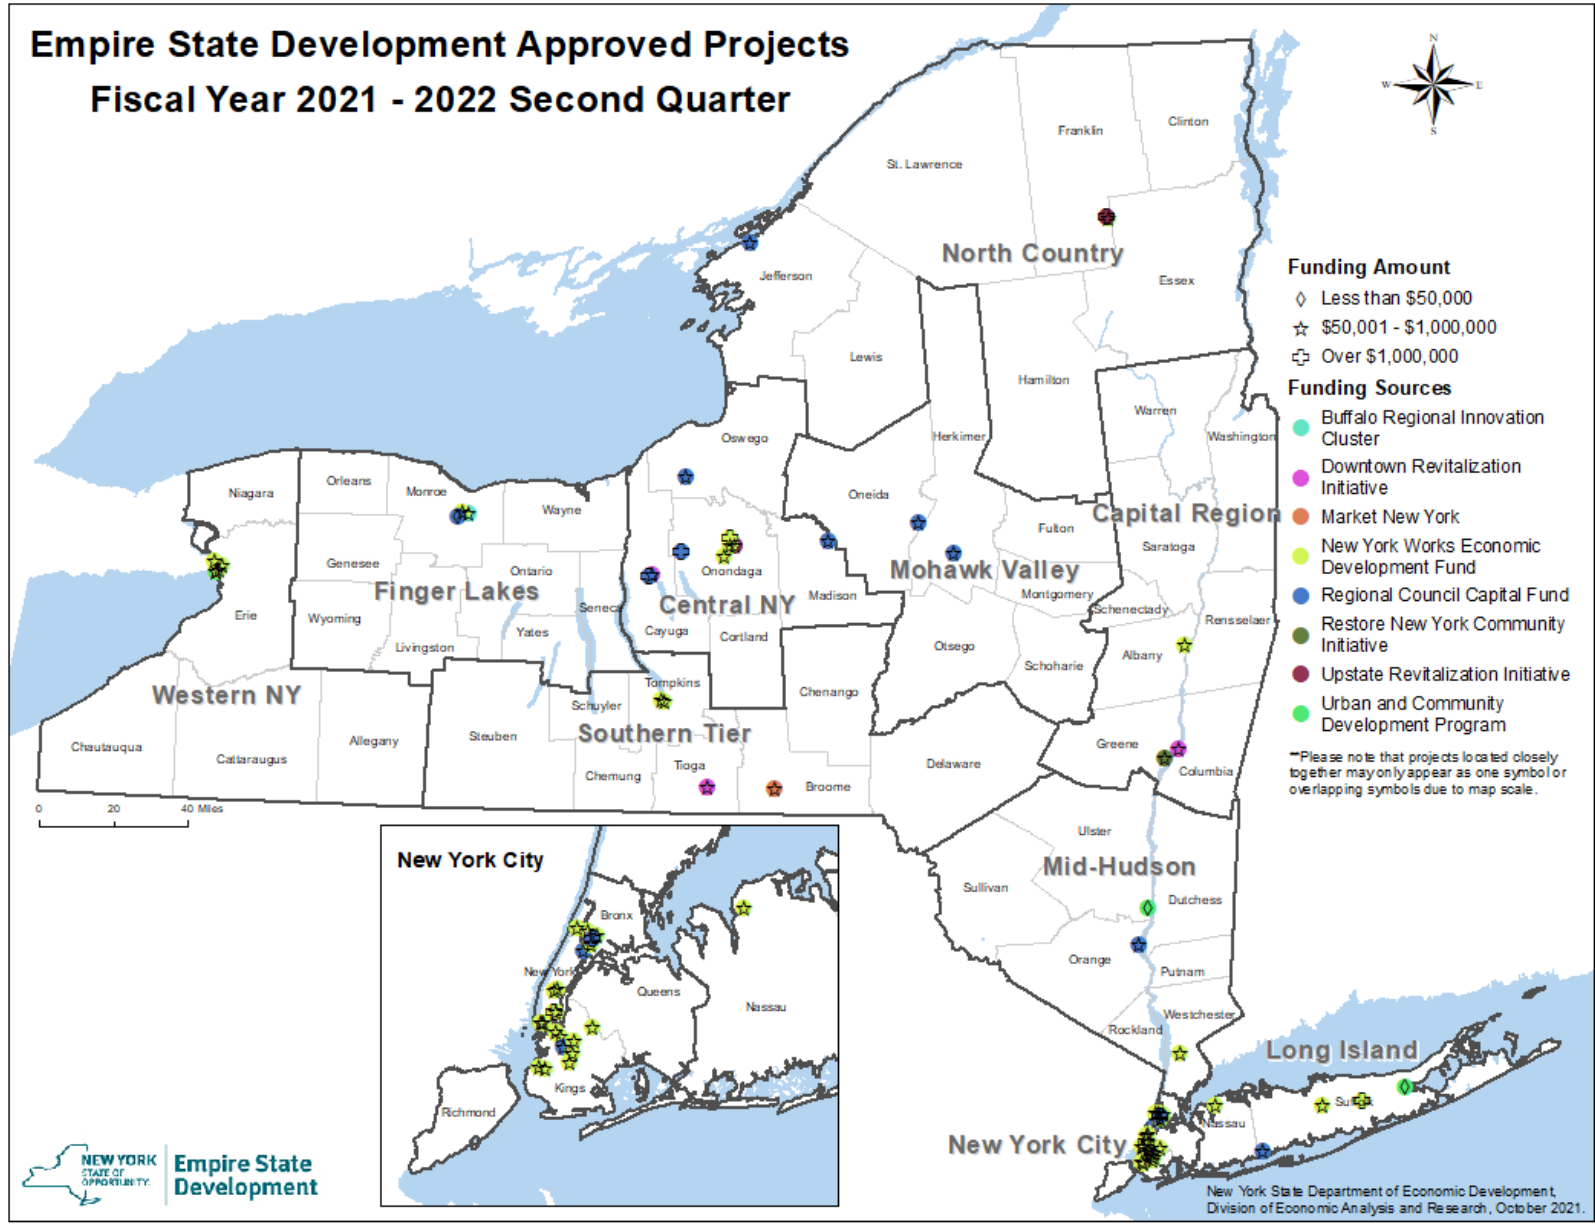 Empire State Development Approved Projects
Fiscal Year 2021 - 2022 Second Quarter
N
W
E
S
Clinton
Franklin
St. Lawrence
North Country
Jefferson
Essex
Lewis
Hamilton
Warren
Washington
Herkimer
Oswego
Oneida
Fulton
Capital Region
Saratoga
Mohawk Valley
Montgomery
Schenectady
Rensselaer
Albany
Otsego
Schoharie
Greene
Columbia
Niagara
Orleans
Monroe
Wayne
Genesee
Ontario
Finger Lakes
Erie
Wyoming
Livingston
Yates
Seneca
Onondaga
Central NY
Cayuga
Cortland
Madison
Western NY
Chautauqua
Cattaraugus
Allegany
Steuben
Schuyler
Tompkins
Southern Tier
Chemung
Tioga
Broome
Chenango
Delaware
Ulster
Mid-Hudson
Sullivan
Dutchess
Orange
Putnam
Westchester
Rockland
Long Island
Suffolk
Nassau
New York City
Funding Amount
Less than $50,000
$50,001 - $1,000,000
Over $1,000,000
Funding Sources
Buffalo Regional Innovation
Cluster
Downtown Revitalization
Initiative
Market New York
New York Works Economic
Development Fund
Regional Council Capital Fund
Restore New York Community
Initiative
Upstate Revitalization Initiative
Urban and Community
Development Program
**Please note that projects located closely
together may only appear as one symbol or
overlapping symbols due to map scale.
0 20 40 Miles
New York City
Bronx
New York
Queens
Nassau
Kings
Richmond
NEW YORK
STATE OF
OPPORTUNITY.
Empire State
Development
New York State Department of Economic Development,
Division of Economic Analysis and Research, October 2021.